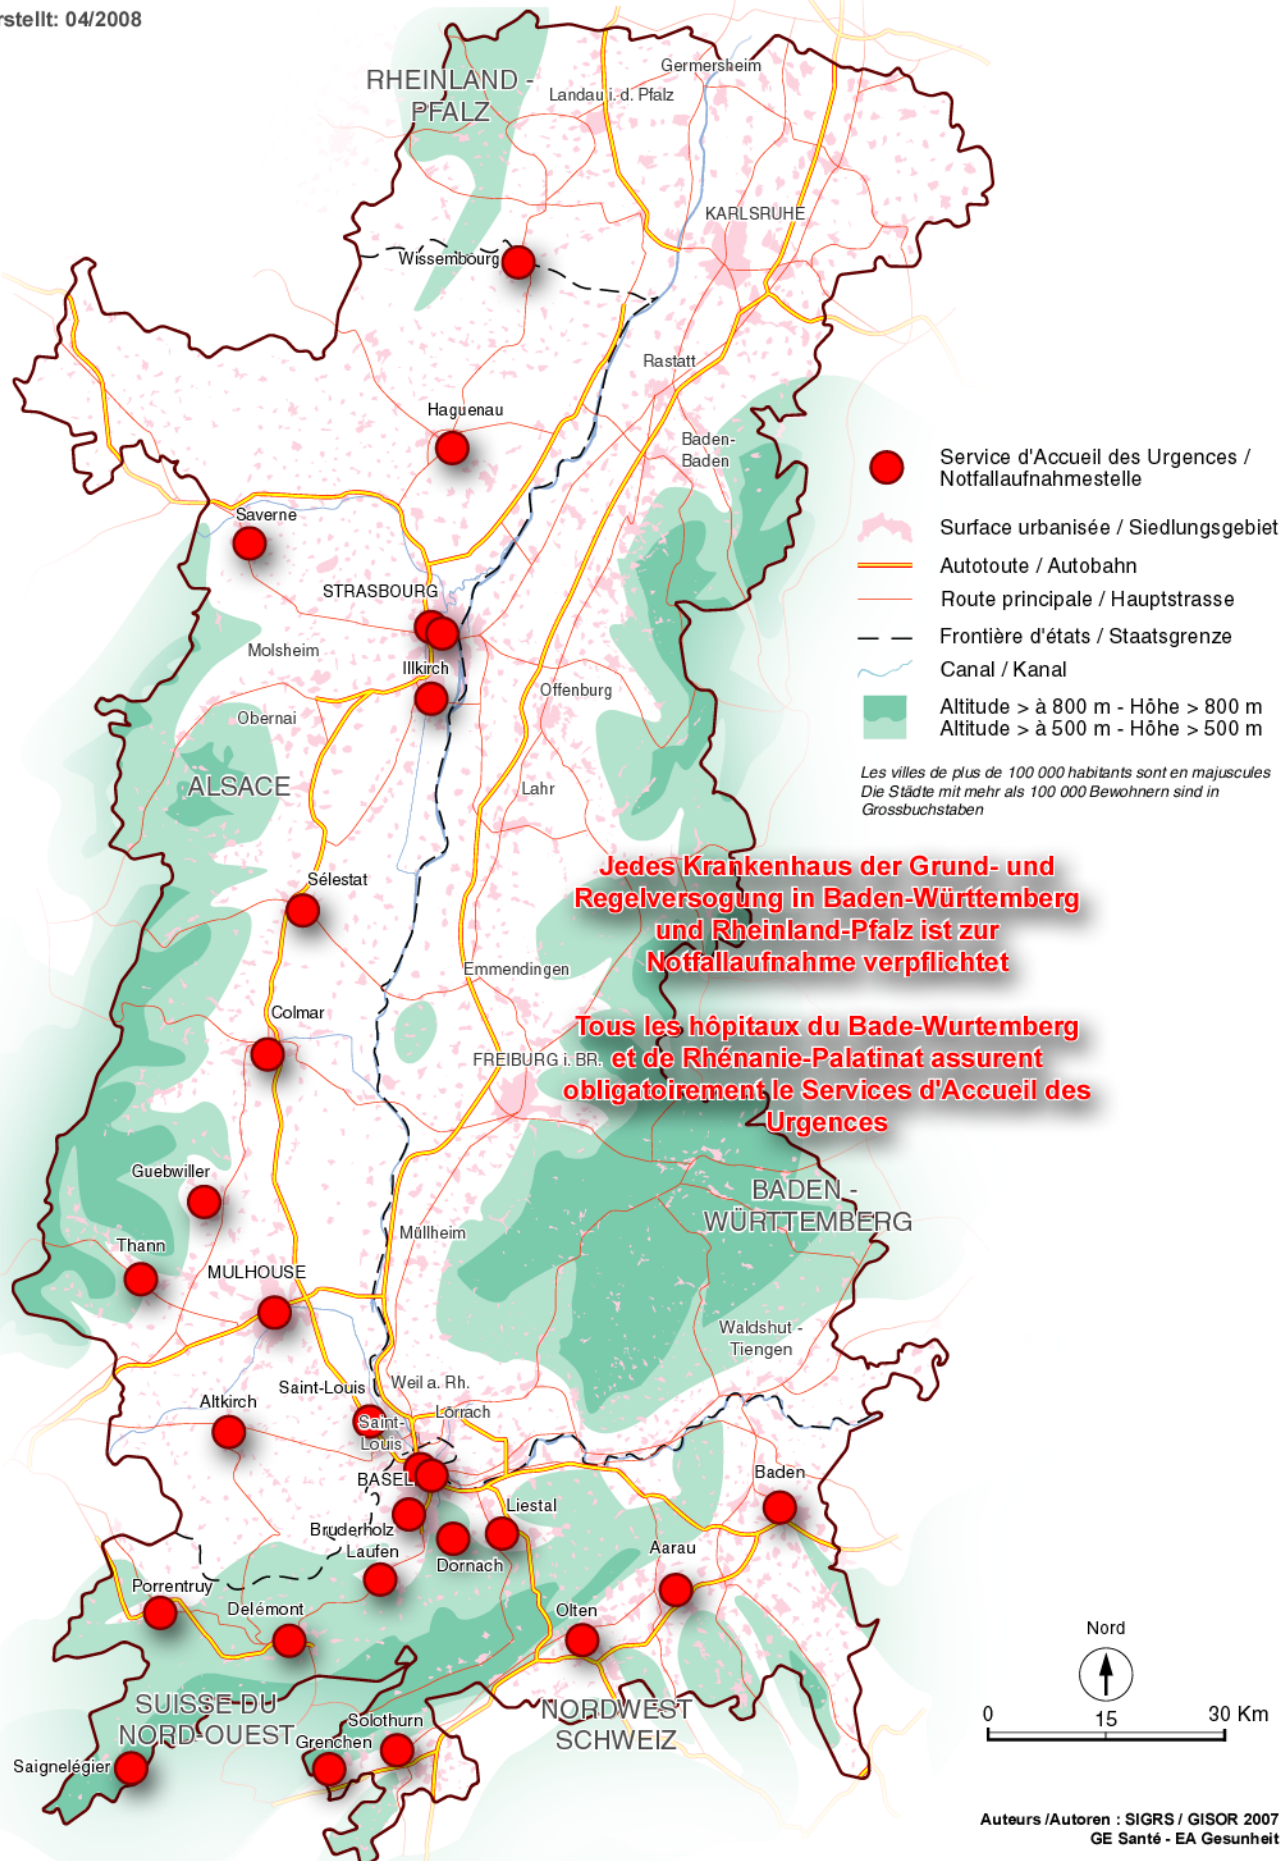 rstellt: 04/2008
RHEINLAND -
PFALZ
Germersheim
Landau i. d. Pfalz
KARLSRUHE
Wissembourg
Rastatt
Haguenau
Baden-
Baden
Saverne
STRASBOURG
Molsheim
Illkirch
Offenburg
Obernai
ALSACE
Lahr
Sélestat
Emmendingen
Colmar
FREIBURG i. BR.
Guebwiller
BADEN -
WÜRTTEMBERG
Müllheim
Thann
MULHOUSE
Waldshut -
Tiengen
Saint-Louis
Weil a. Rh.
Altkirch
Lörrach
Saint-
Louis
BASEL
Baden
Liestal
Bruderholz
Laufen
Dornach
Aarau
Porrentruy
Delémont
Olten
SUISSE DU
NORD-OUEST
NORDWEST
SCHWEIZ
Solothurn
Grenchen
Saignelégier
Service d'Accueil des Urgences /
Notfallaufnahmestelle
Surface urbanisée / Siedlungsgebiet
Autotoute / Autobahn
Route principale / Hauptstrasse
Frontière d'états / Staatsgrenze
Canal / Kanal
Altitude > à 800 m - Höhe > 800 m
Altitude > à 500 m - Höhe > 500 m
Les villes de plus de 100 000 habitants sont en majuscules
Die Städte mit mehr als 100 000 Bewohnern sind in
Grossbuchstaben
Jedes Krankenhaus der Grund- und
Regelversogung in Baden-Württemberg
und Rheinland-Pfalz ist zur
Notfallaufnahme verpflichtet
Tous les hôpitaux du Bade-Wurtemberg
et de Rhénanie-Palatinat assurent
obligatoirement le Services d'Accueil des
Urgences
Nord
0 15 30 Km
Auteurs /Autoren : SIGRS / GISOR 2007
GE Santé - EA Gesunheit